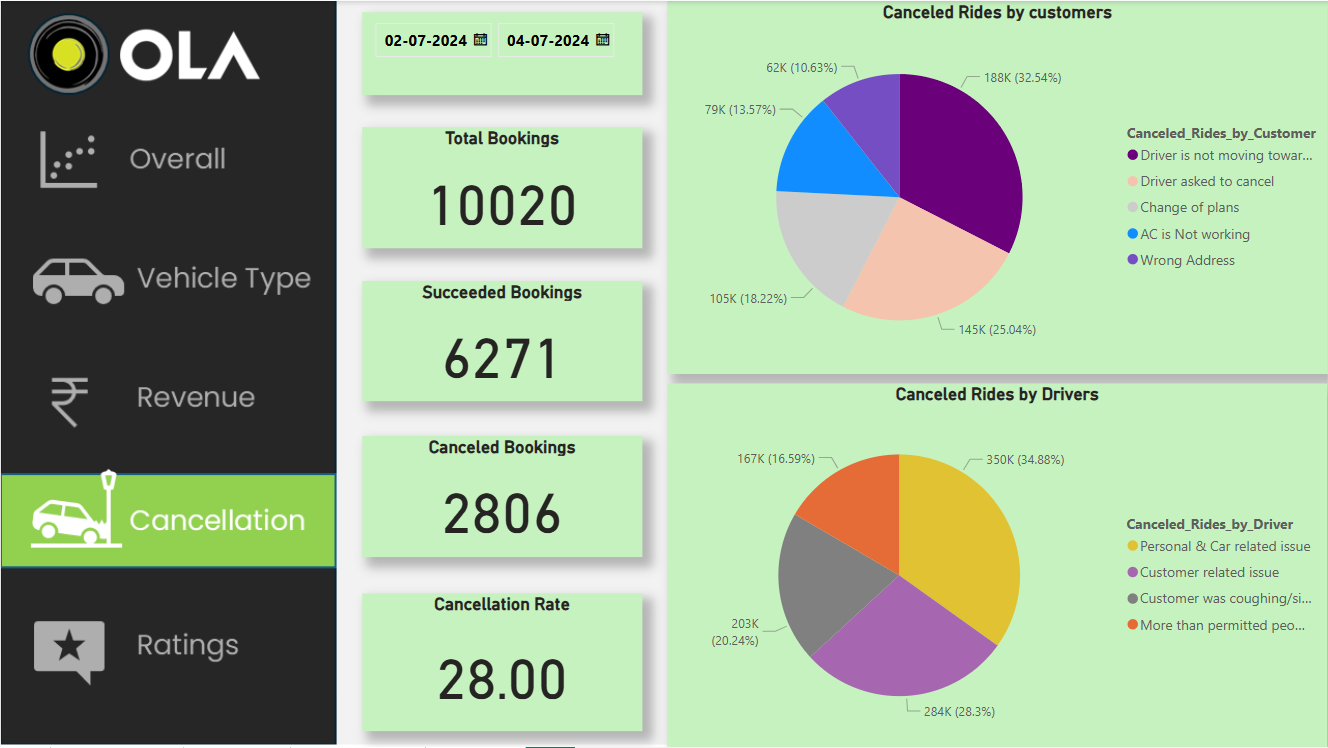 OLA
Overall
Vehicle Type
Revenue
Cancellation
Ratings
02-07-2024 04-07-2024
Total Bookings
10020
Succeeded Bookings
6271
Canceled Bookings
2806
Cancellation Rate
28.00
Canceled Rides by customers
62K (10.63%)
188K (32.54%)
79K (13.57%)
105K (18.22%)
145K (25.04%)
Canceled_Rides_by_Customer
Driver is not moving towar...
Driver asked to cancel
Change of plans
AC is Not working
Wrong Address
Canceled Rides by Drivers
167K (16.59%)
350K (34.88%)
203K
(20.24%)
284K (28.3%)
Canceled_Rides_by_Driver
Personal & Car related issue
Customer related issue
Customer was coughing/si...
More than permitted peo...